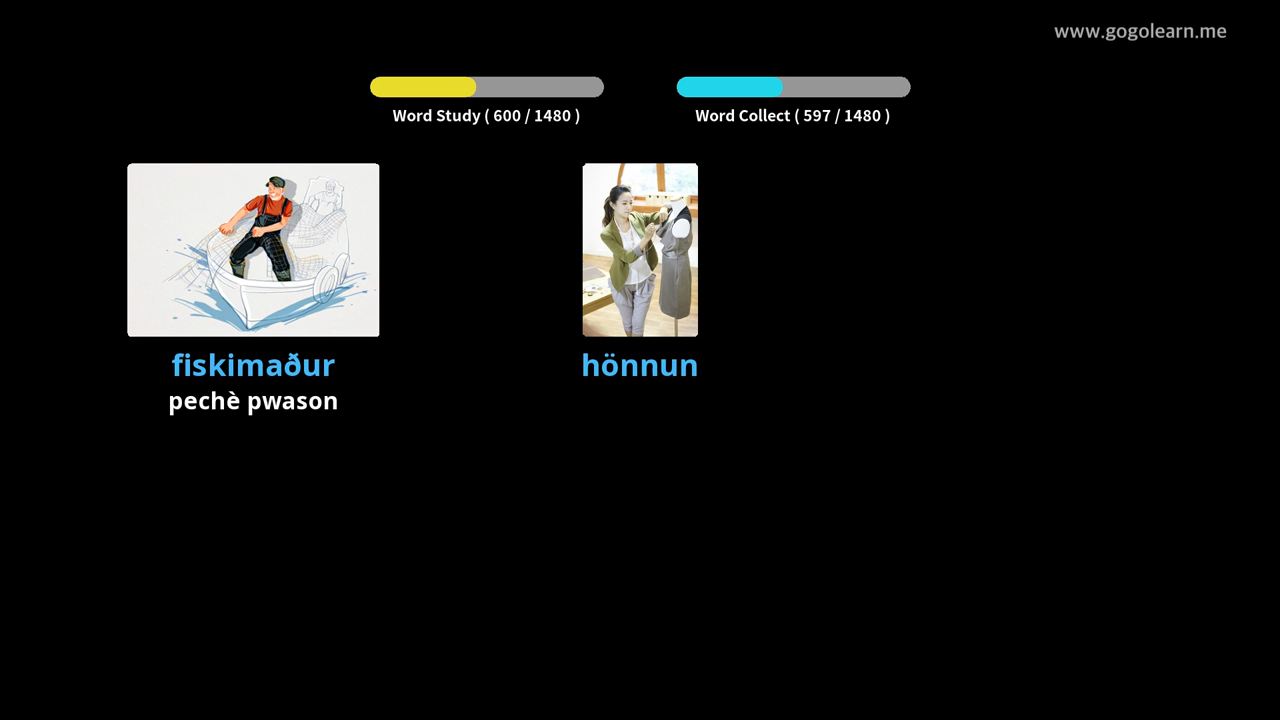 www.gogolearn.me
Word Study ( 600 / 1480 )
Word Collect ( 597 / 1480 )
fiskimaður
pechè pwason
hönnun